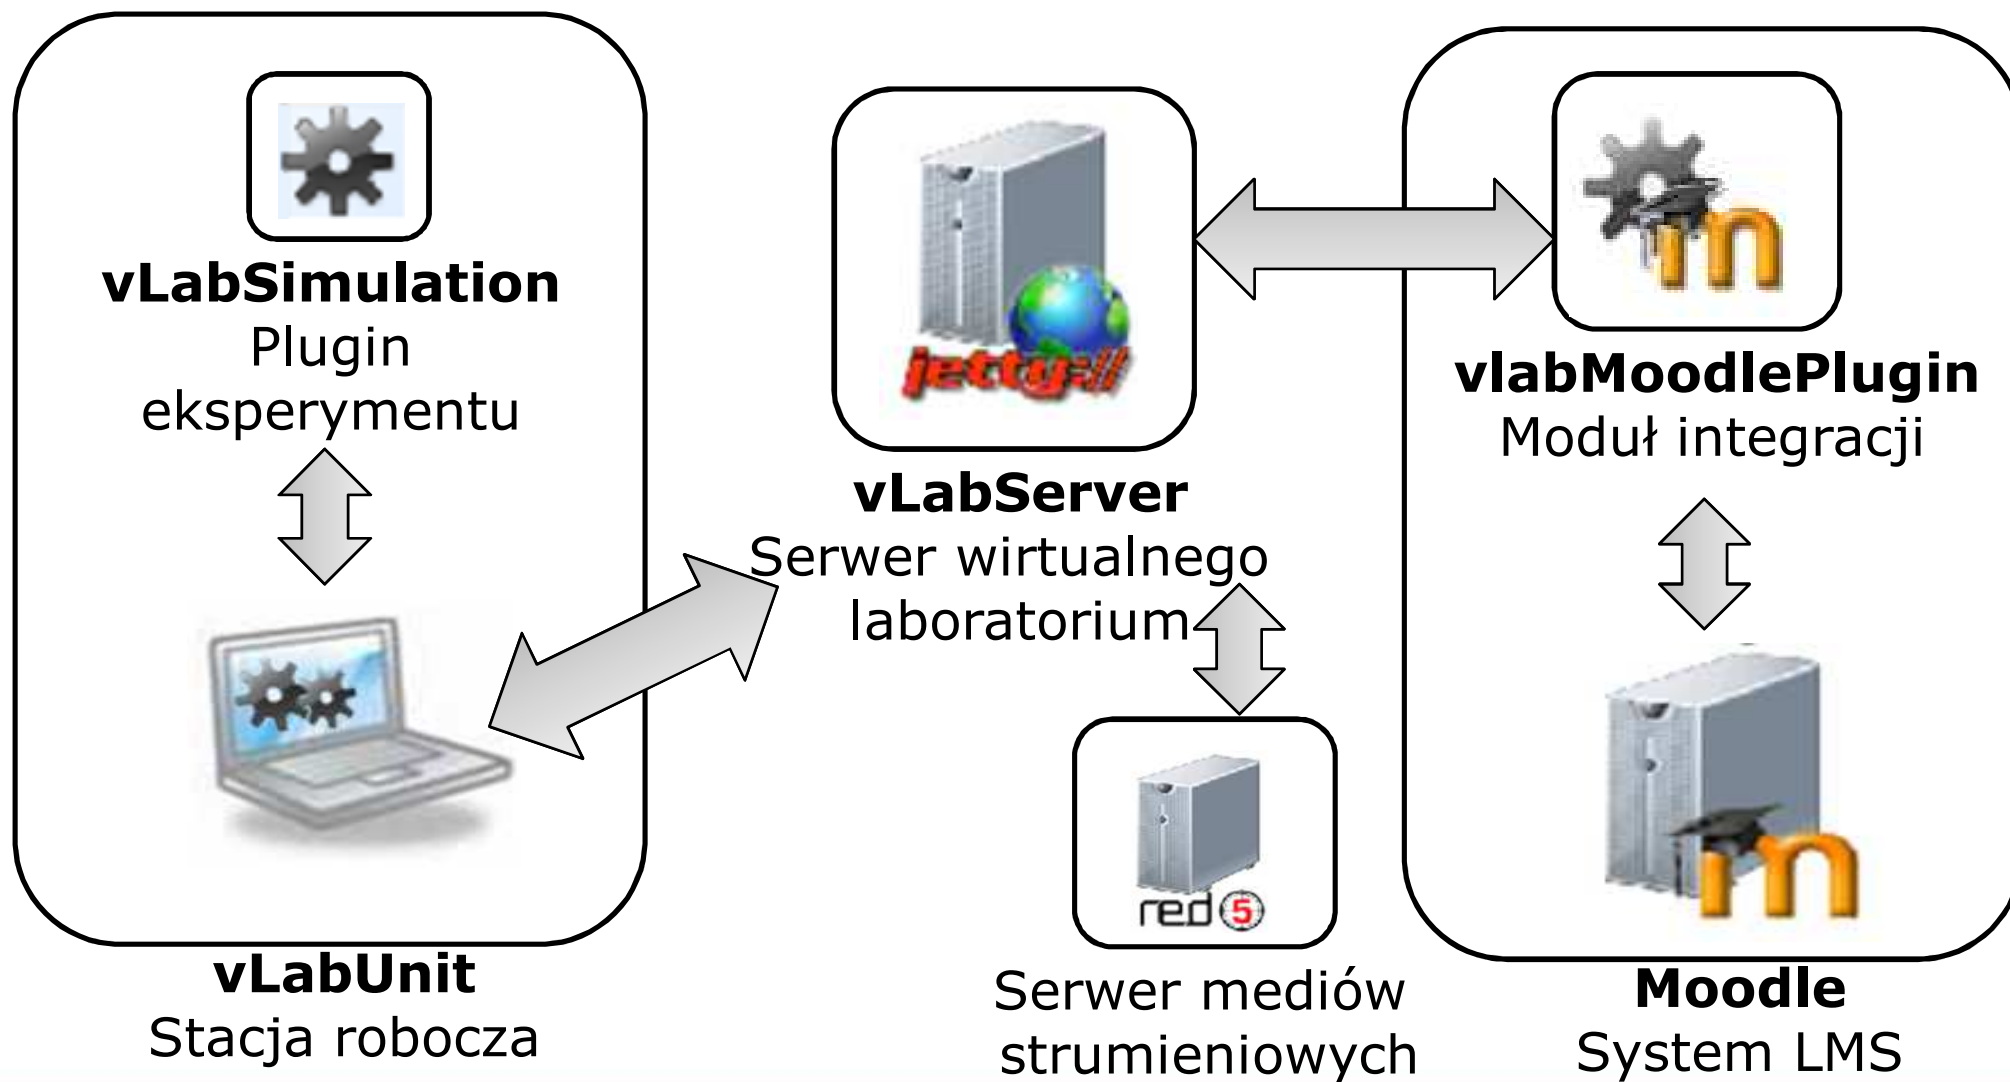 vLabSimulation
Plugin
eksperymentu
vLabUnit
Stacja robocza
jetty://
vLabServer
Serwer wirtualnego
laboratorium
red5
Serwer mediów
strumieniowych
m
vlabMoodlePlugin
Moduł integracji
m
Moodle
System LMS